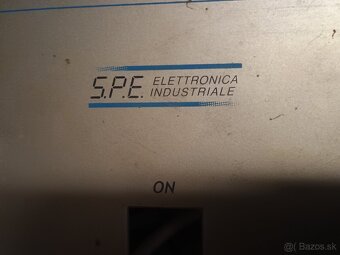 S.P.E. ELETTRONICA
INDUSTRIALE
ON
© Bazos.sk